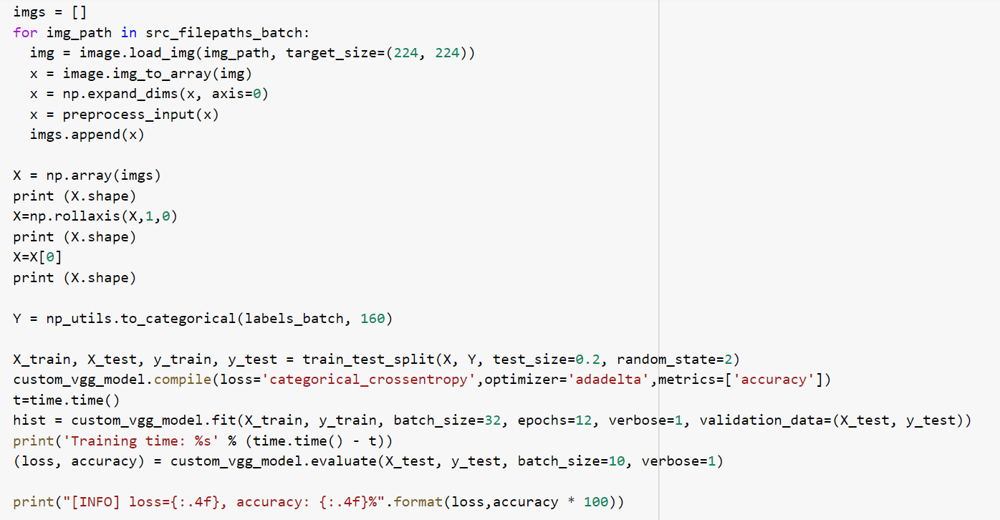 imgs = []
for img_path in src_filepaths_batch:
  img = image.load_img(img_path, target_size=(224, 224))
  x = image.img_to_array(img)
  x = np.expand_dims(x, axis=0)
  x = preprocess_input(x)
  imgs.append(x)

X = np.array(imgs)
print (X.shape)
X=np.rollaxis(X,1,0)
print (X.shape)
X=X[0]
print (X.shape)

Y = np_utils.to_categorical(labels_batch, 160)

X_train, X_test, y_train, y_test = train_test_split(X, Y, test_size=0.2, random_state=2)
custom_vgg_model.compile(loss='categorical_crossentropy',optimizer='adadelta',metrics=['accuracy'])
t=time.time()
hist = custom_vgg_model.fit(X_train, y_train, batch_size=32, epochs=12, verbose=1, validation_data=(X_test, y_test))
print('Training time: %s' % (time.time() - t))
(loss, accuracy) = custom_vgg_model.evaluate(X_test, y_test, batch_size=10, verbose=1)

print("[INFO] loss={:.4f}, accuracy: {:.4f}%".format(loss,accuracy * 100))